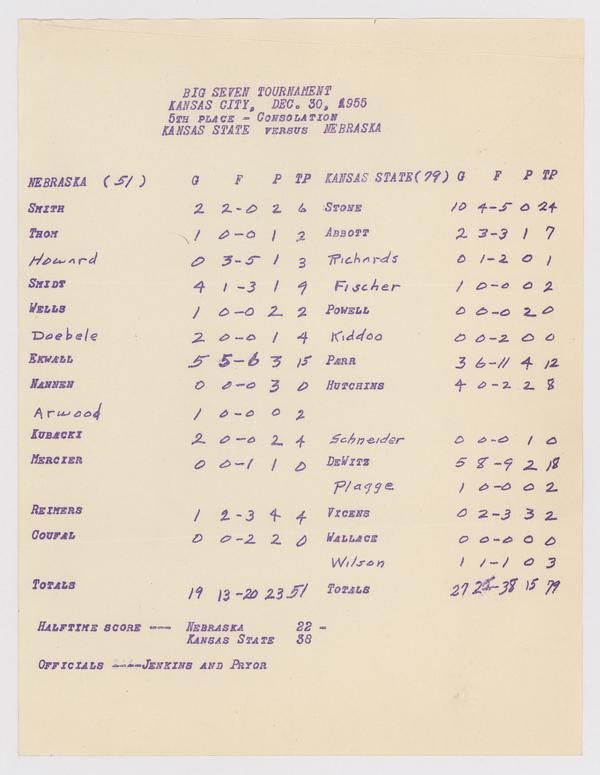 BIG SEVEN TOURNAMENT
KANSAS CITY, DEC. 30, 1955
5TH PLACE - CONSOLATION
KANSAS STATE VERSUS NEBRASKA
NEBRASKA (51) G F P TP KANSAS STATE(79) G F P TP
SMITH 2 2-0 2 6 STONE 10 4-5 0 24
THOM 1 0-0 1 2 ABBOTT 2 3-3 1 7
Howard 0 3-5 1 3 Richards 0 1-2 0 1
SMIDT 4 1-3 1 9 Fischer 1 0-0 0 2
WELLS 1 0-0 2 2 POWELL 0 0-0 2 0
Doebele 2 0-0 1 4 Kiddoo 0 0-2 0 0
EKWALL 5 5-6 3 15 PARR 3 6-11 4 12
NANNEN 0 0-0 3 0 HUTCHINS 4 0-2 2 8
Arwood 1 0-0 0 2
KUBACKI 2 0-0 2 4 Schneider 0 0-0 1 0
MERCIER 0 0-1 1 0 DEWITZ 5 8-9 2 18
Plagge 1 0-0 0 2
REIMERS 1 2-3 4 4 VICENS 0 2-3 3 2
COUFAL 0 0-2 2 0 WALLACE 0 0-0 0 0
Wilson 1 1-1 0 3
TOTALS 19 13-20 23 51 TOTALS 27 25-38 15 79
HALFTIME SCORE --- NEBRASKA 22 -
KANSAS STATE 38
OFFICIALS ----JENKINS AND PRYOR